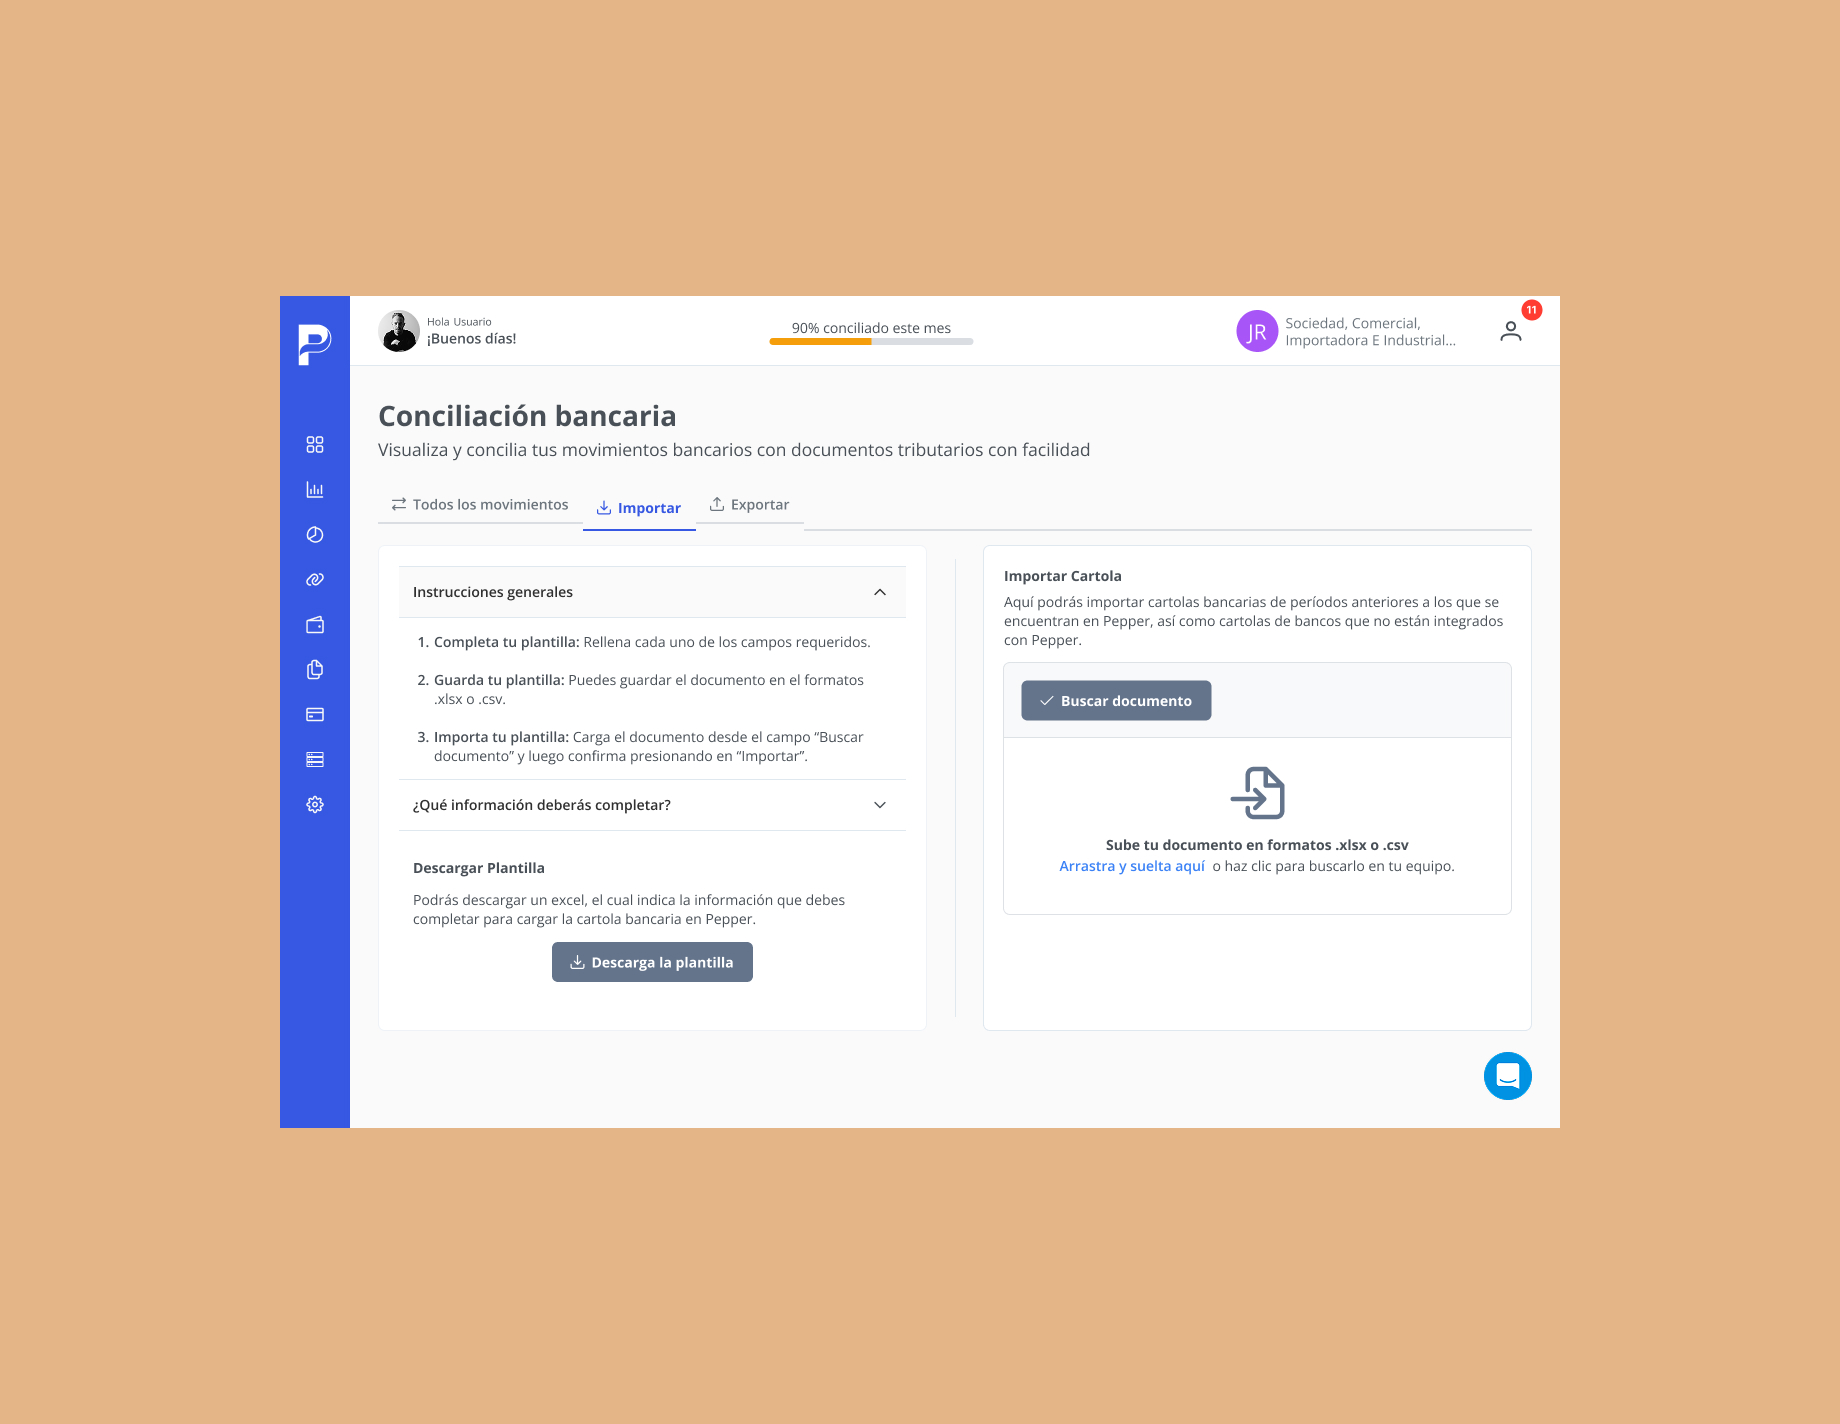 P
Hola Usuario
¡Buenos días!
90% conciliado este mes
JR
Sociedad, Comercial,
Importadora E Industrial...
11
Conciliación bancaria
Visualiza y concilia tus movimientos bancarios con documentos tributarios con facilidad
Todos los movimientos
Importar
Exportar
Instrucciones generales
1. Completa tu plantilla: Rellena cada uno de los campos requeridos.
2. Guarda tu plantilla: Puedes guardar el documento en el formatos
.xlsx o .csv.
3. Importa tu plantilla: Carga el documento desde el campo “Buscar
documento” y luego confirma presionando en “Importar”.
¿Qué información deberás completar?
Descargar Plantilla
Podrás descargar un excel, el cual indica la información que debes
completar para cargar la cartola bancaria en Pepper.
Descarga la plantilla
Importar Cartola
Aquí podrás importar cartolas bancarias de períodos anteriores a los que se
encuentran en Pepper, así como cartolas de bancos que no están integrados
con Pepper.
Buscar documento
Sube tu documento en formatos .xlsx o .csv
Arrastra y suelta aquí o haz clic para buscarlo en tu equipo.